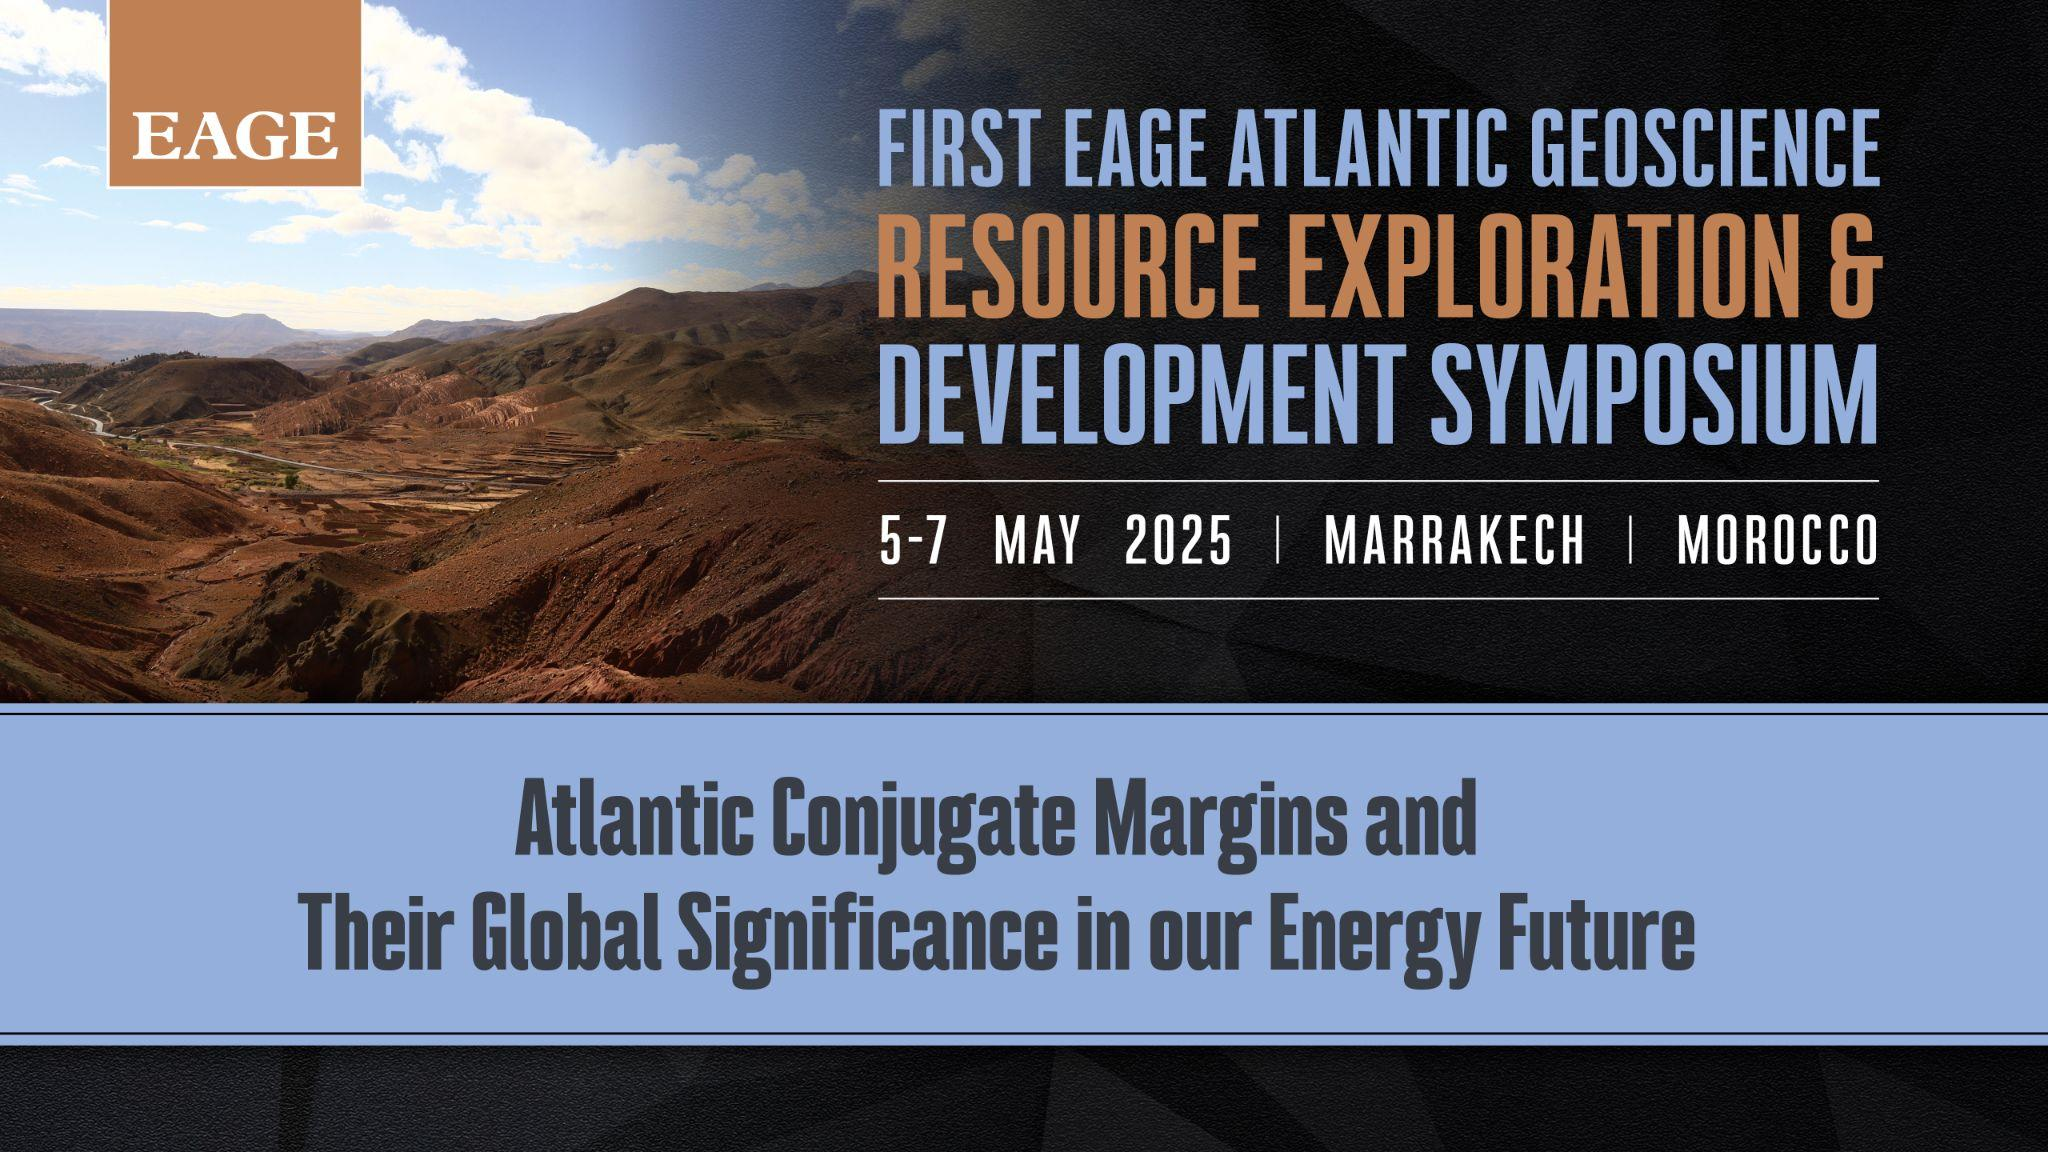 EAGE
FIRST EAGE ATLANTIC GEOSCIENCE
RESOURCE EXPLORATION &
DEVELOPMENT SYMPOSIUM
5-7 MAY 2025 | MARRAKECH | MOROCCO
Atlantic Conjugate Margins and
Their Global Significance in our Energy Future